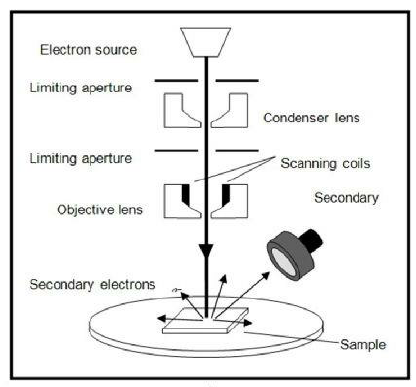 Electron source
Limiting aperture
Condenser lens
Limiting aperture
Scanning coils
Secondary
Objective lens
Secondary electrons
Sample